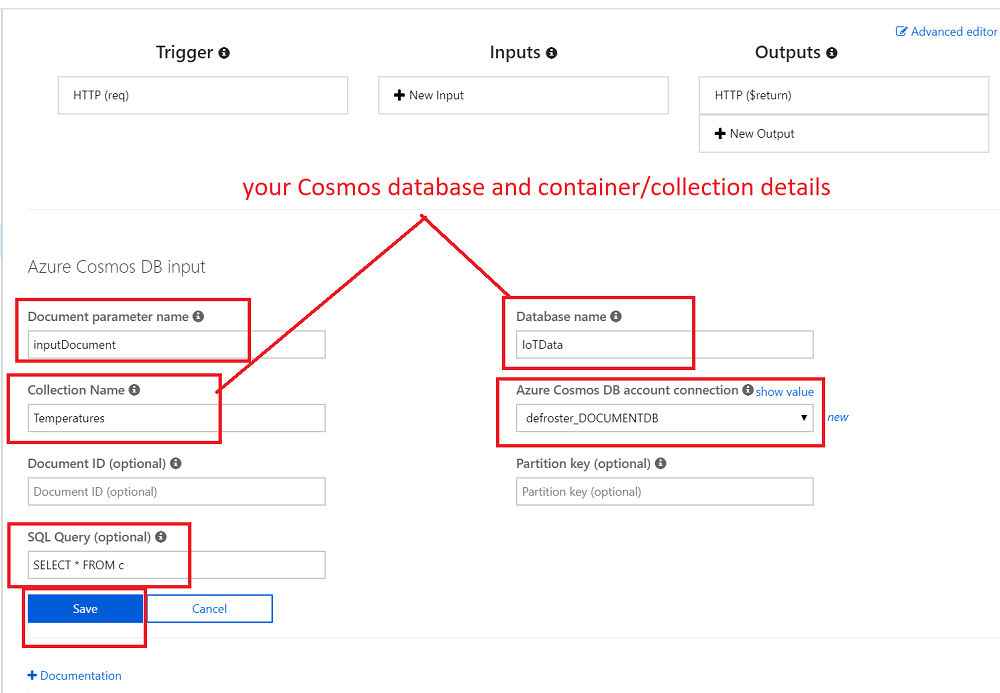 Advanced editor
Trigger Inputs Outputs
HTTP (req) New Input HTTP ($return)
New Output
your Cosmos database and container/collection details
Azure Cosmos DB input
Document parameter name Database name
inputDocument IoTData
Collection Name Azure Cosmos DB account connection show value
Temperatures defroster_DOCUMENTDB new
Document ID (optional) Partition key (optional)
Document ID (optional) Partition key (optional)
SQL Query (optional)
SELECT * FROM c
Save Cancel
Documentation